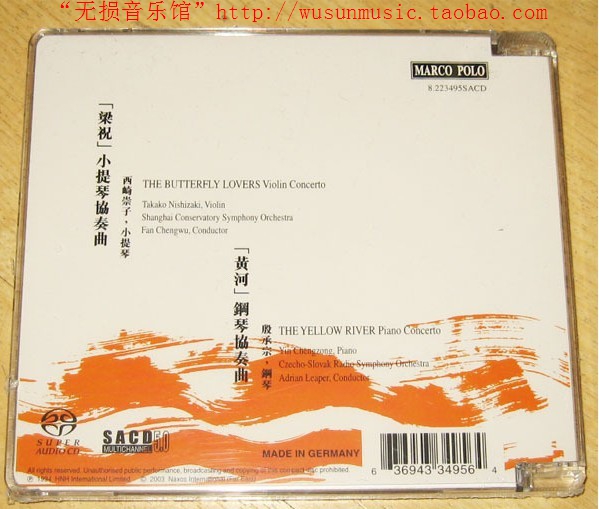 “无损音乐馆”http://wusunmusic.taobao.com
MARCO POLO
8.223495SACD
「梁祝」小提琴協奏曲
西崎崇子·小提琴
THE BUTTERFLY LOVERS Violin Concerto
Takako Nishizaki, Violin
Shanghai Conservatory Symphony Orchestra
Fan Chengwu, Conductor
「黃河」鋼琴協奏曲
殷承宗·鋼琴
THE YELLOW RIVER Piano Concerto
Yin Chengzong, Piano
Czecho-Slovak Radio Symphony Orchestra
Adrian Leaper, Conductor
SUPER
AUDIO CD
SACD 5.0
MULTICHANNEL
MADE IN GERMANY
6 36943 34956 4
All rights reserved. Unauthorised public performance, broadcasting and copying of this compact disc prohibited.
℗ 1994 HNH International Limited © 2003 Naxos International (Far East)